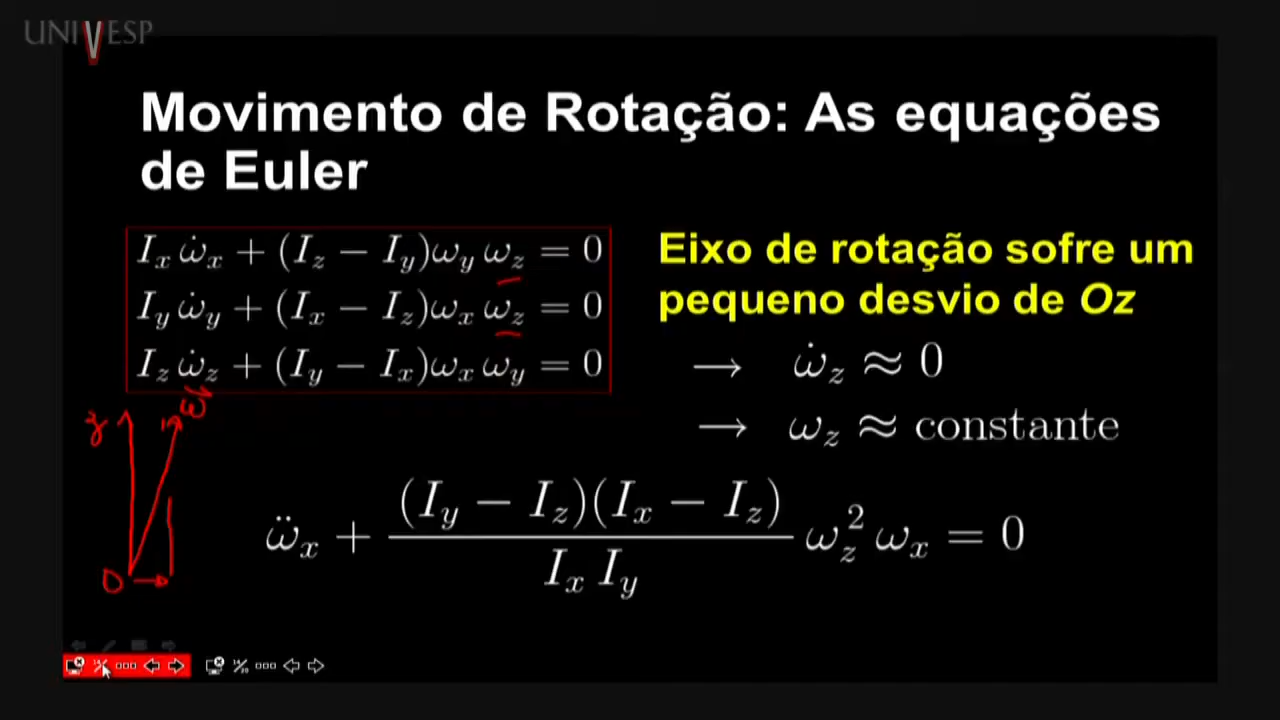 UNIVESP
Movimento de Rotação: As equações
de Euler
I_x ω̇_x + (I_z − I_y)ω_y ω_z = 0
I_y ω̇_y + (I_x − I_z)ω_x ω_z = 0
I_z ω̇_z + (I_y − I_x)ω_x ω_y = 0
Eixo de rotação sofre um
pequeno desvio de Oz
→ ω̇_z ≈ 0
→ ω_z ≈ constante
z ω⃗
O
ω̈_x + (I_y − I_z)(I_x − I_z) / I_x I_y ω_z² ω_x = 0